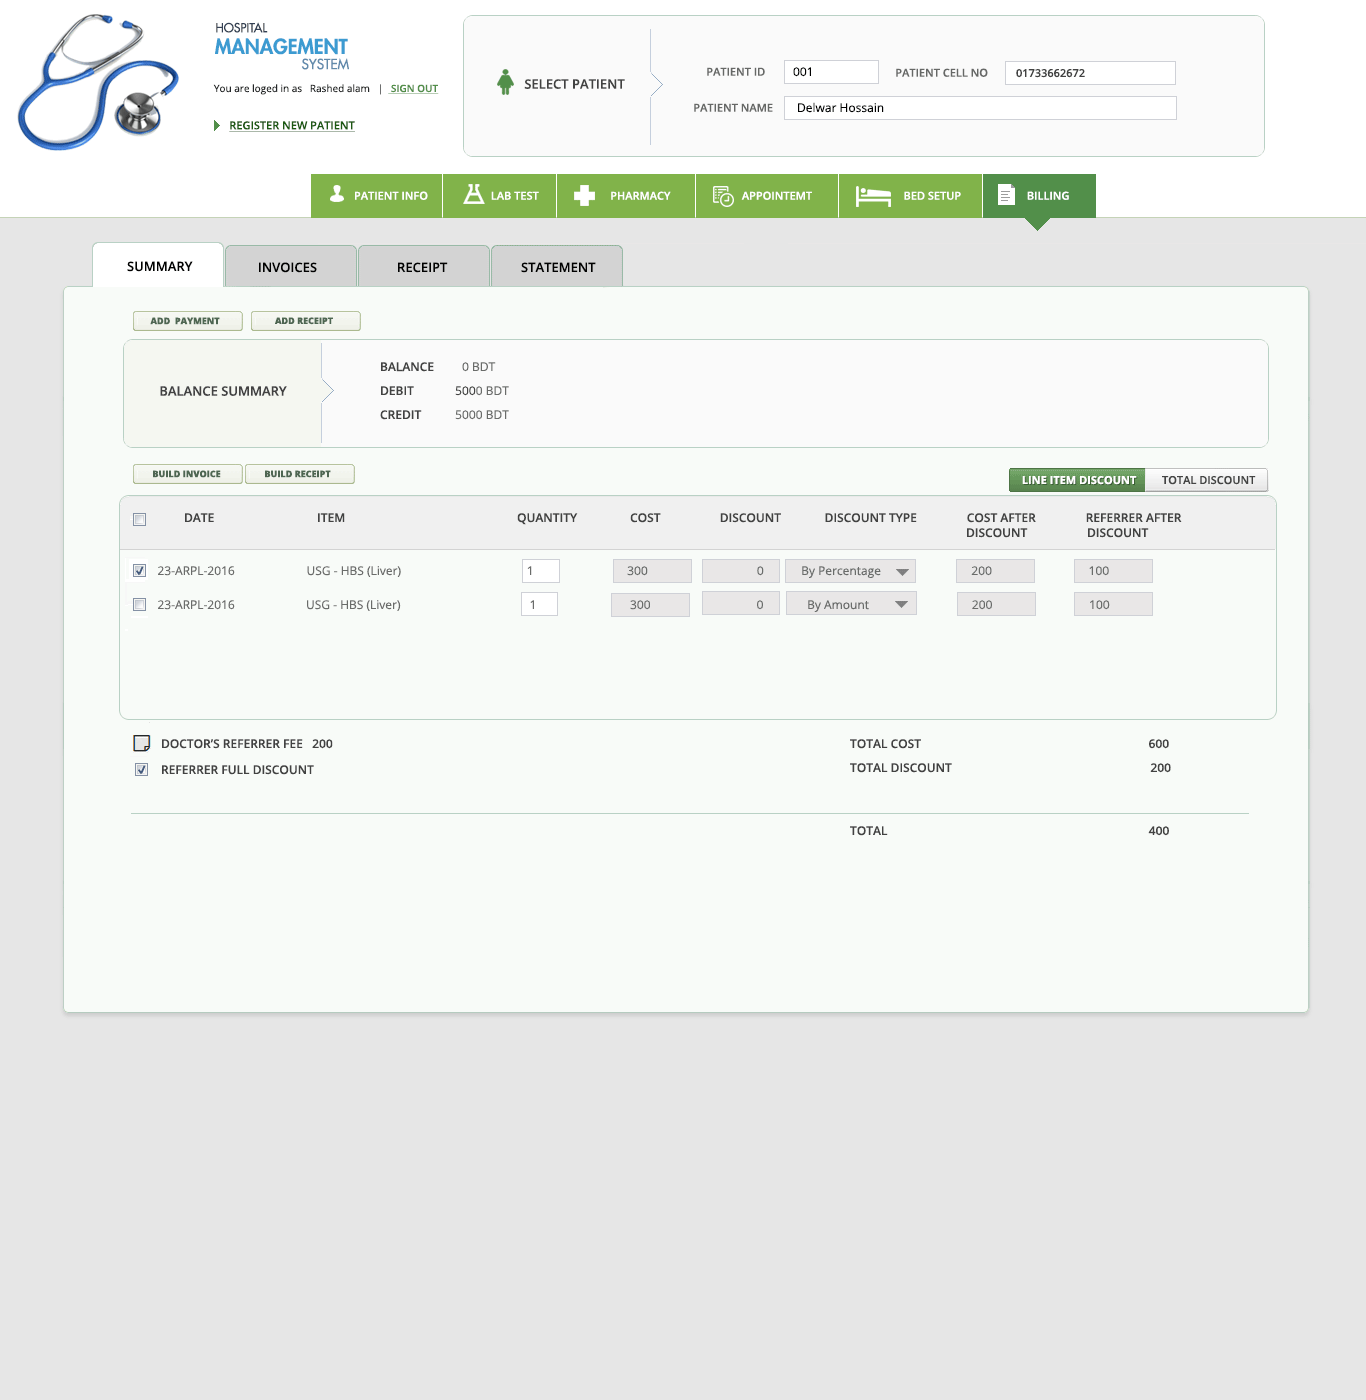 HOSPITAL
MANAGEMENT
SYSTEM
You are loged in as Rashed alam | SIGN OUT
REGISTER NEW PATIENT
SELECT PATIENT
PATIENT ID 001 PATIENT CELL NO 01733662672
PATIENT NAME Delwar Hossain
PATIENT INFO LAB TEST PHARMACY APPOINTEMT BED SETUP BILLING
SUMMARY INVOICES RECEIPT STATEMENT
ADD PAYMENT ADD RECEIPT
BALANCE SUMMARY
BALANCE 0 BDT
DEBIT 5000 BDT
CREDIT 5000 BDT
BUILD INVOICE BUILD RECEIPT
LINE ITEM DISCOUNT TOTAL DISCOUNT
DATE ITEM QUANTITY COST DISCOUNT DISCOUNT TYPE COST AFTER DISCOUNT REFERRER AFTER DISCOUNT
23-ARPL-2016 USG - HBS (Liver) 1 300 0 By Percentage 200 100
23-ARPL-2016 USG - HBS (Liver) 1 300 0 By Amount 200 100
DOCTOR'S REFERRER FEE 200
REFERRER FULL DISCOUNT
TOTAL COST 600
TOTAL DISCOUNT 200
TOTAL 400